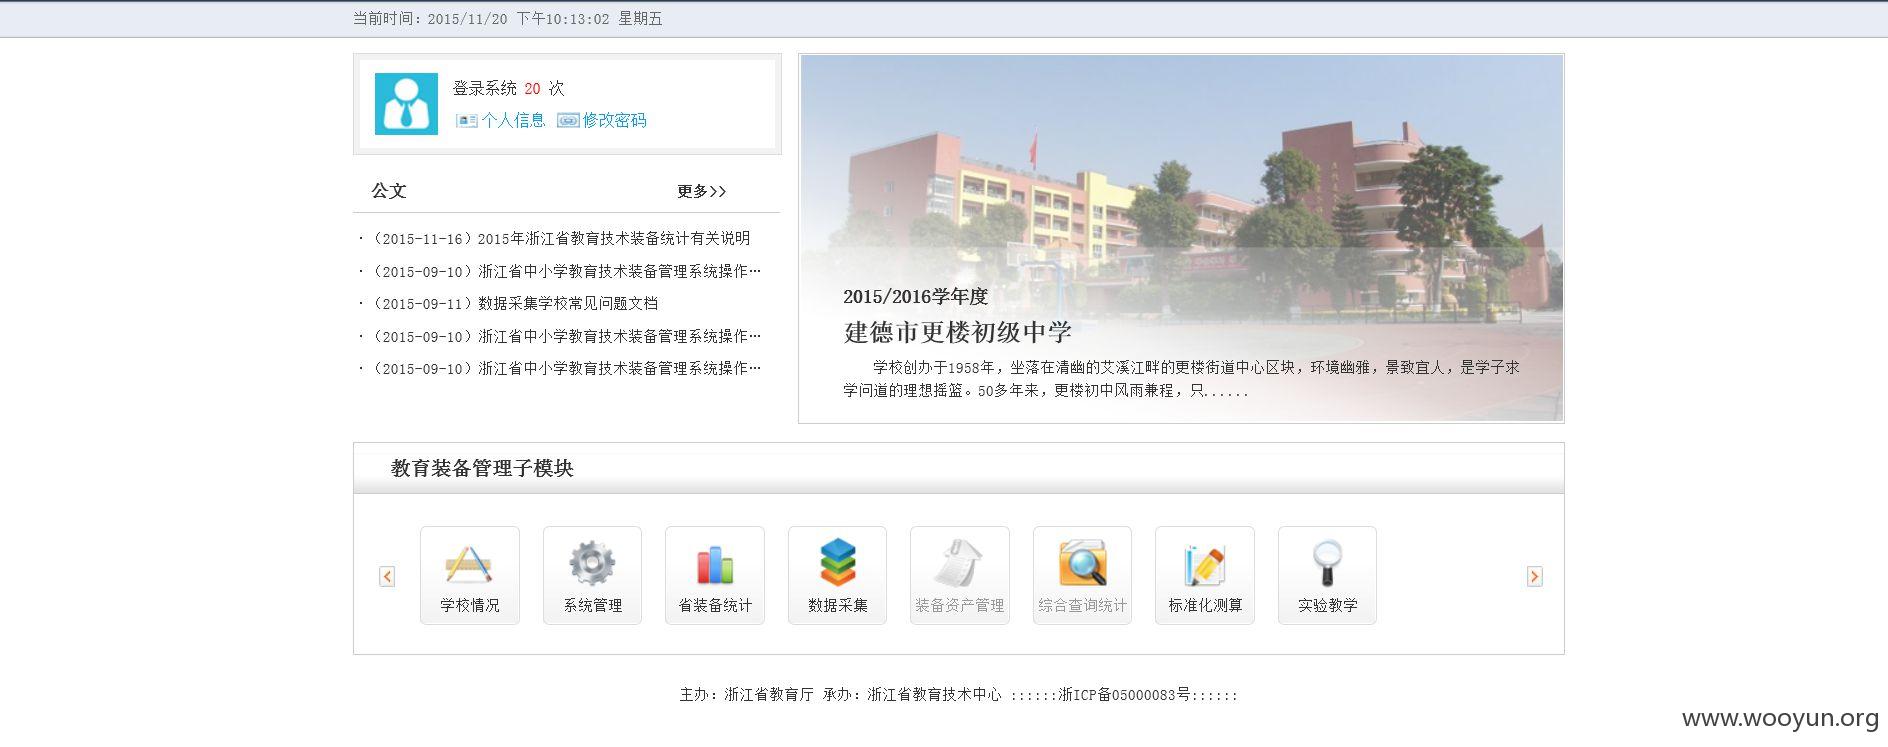 当前时间：2015/11/20 下午10:13:02 星期五
登录系统 20 次
个人信息 修改密码
公文 更多>>
·（2015-11-16）2015年浙江省教育技术装备统计有关说明
·（2015-09-10）浙江省中小学教育技术装备管理系统操作…
·（2015-09-11）数据采集学校常见问题文档
·（2015-09-10）浙江省中小学教育技术装备管理系统操作…
·（2015-09-10）浙江省中小学教育技术装备管理系统操作…
2015/2016学年度
建德市更楼初级中学
学校创办于1958年，坐落在清幽的艾溪江畔的更楼街道中心区块，环境幽雅，景致宜人，是学子求
学问道的理想摇篮。50多年来，更楼初中风雨兼程，只......
教育装备管理子模块
学校情况 系统管理 省装备统计 数据采集 装备资产管理 综合查询统计 标准化测算 实验教学
主办：浙江省教育厅 承办：浙江省教育技术中心 ::::::浙ICP备05000083号::::::
www.wooyun.org